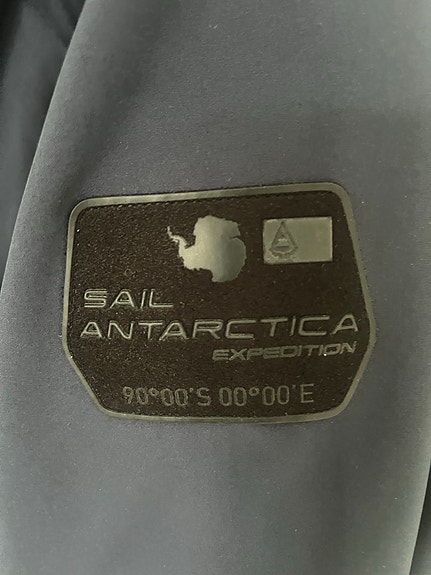 SAIL
ANTARCTICA
EXPEDITION
90°00'S 00°00'E